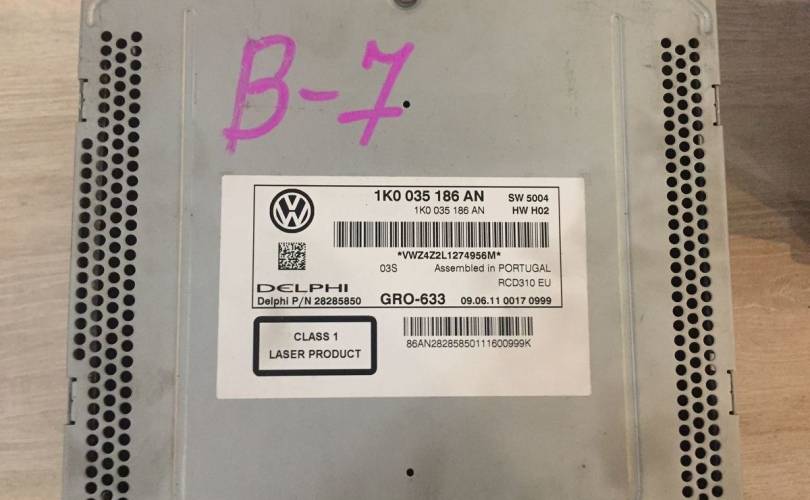 B-7
1K0 035 186 AN SW 5004
1K0 035 186 AN HW H02
*VWZ4Z2L1274956M*
03S Assembled in PORTUGAL
RCD310 EU
DELPHI
Delphi P/N 28285850 GRO-633 09.06.11 0017 0999
CLASS 1
LASER PRODUCT
86AN28285850111600999K